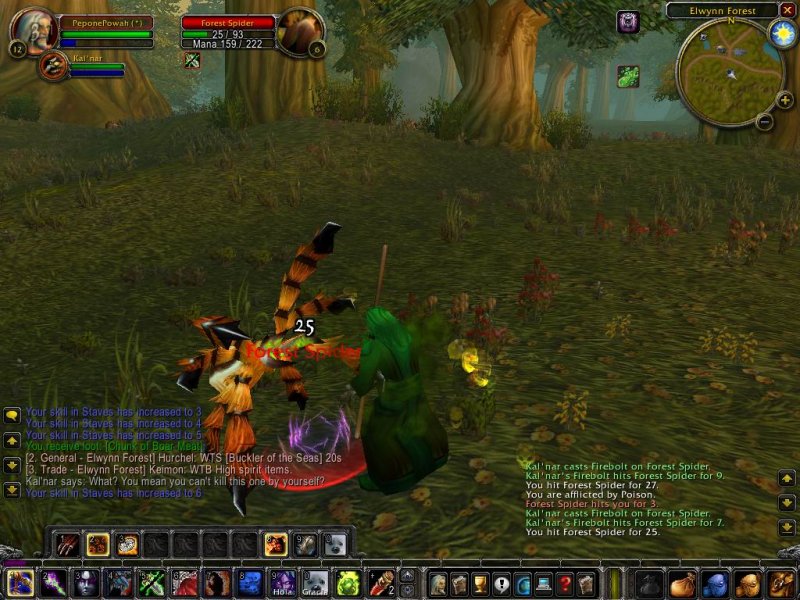 PeponePowah (*)
12
Kal'nar
Forest Spider
25 / 93
Mana 159 / 222
6
Elwynn Forest
N
25
Forest Spider
Your skill in Staves has increased to 3
Your skill in Staves has increased to 4
Your skill in Staves has increased to 5
You receive loot: [Chunk of Boar Meat]
[2. General - Elwynn Forest] Hurchel: WTS [Buckler of the Seas] 20s
[3. Trade - Elwynn Forest] Keimon: WTB High spirit items.
Kal'nar says: What? You mean you can't kill this one by yourself?
Your skill in Staves has increased to 6
Kal'nar casts Firebolt on Forest Spider.
Kal'nar's Firebolt hits Forest Spider for 9.
You hit Forest Spider for 27.
You are afflicted by Poison.
Forest Spider hits you for 3.
Kal'nar casts Firebolt on Forest Spider.
Kal'nar's Firebolt hits Forest Spider for 7.
You hit Forest Spider for 25.
Hola
Gracia
2